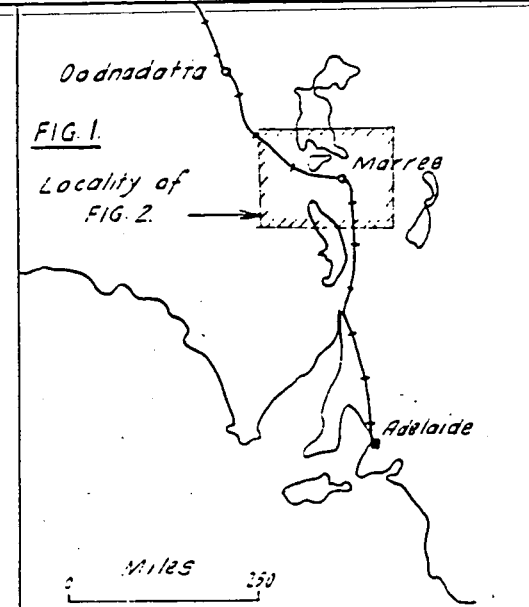 Oodnadatta
FIG. 1.
Marree
Locality of
FIG. 2.
Adelaide
Miles
0 250